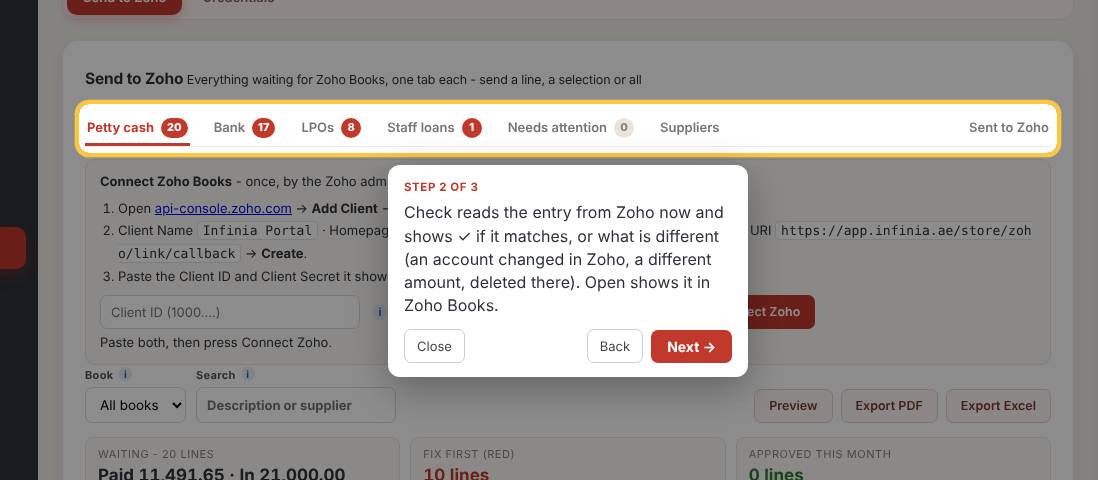 Send to Zoho Everything waiting for Zoho Books, one tab each - send a line, a selection or all
Petty cash 20 Bank 17 LPOs 8 Staff loans 1 Needs attention 0 Suppliers Sent to Zoho
Connect Zoho Books - once, by the Zoho adm
1. Open api-console.zoho.com → Add Client →
2. Client Name Infinia Portal · Homepag URI https://app.infinia.ae/store/zoh
o/link/callback → Create.
3. Paste the Client ID and Client Secret it show
STEP 2 OF 3
Check reads the entry from Zoho now and
shows ✓ if it matches, or what is different
(an account changed in Zoho, a different
amount, deleted there). Open shows it in
Zoho Books.
Close Back Next →
Client ID (1000....) i ect Zoho
Paste both, then press Connect Zoho.
Book i Search i
All books Description or supplier Preview Export PDF Export Excel
WAITING - 20 LINES FIX FIRST (RED) APPROVED THIS MONTH
Paid 11,491.65 · In 21,000.00 10 lines 0 lines